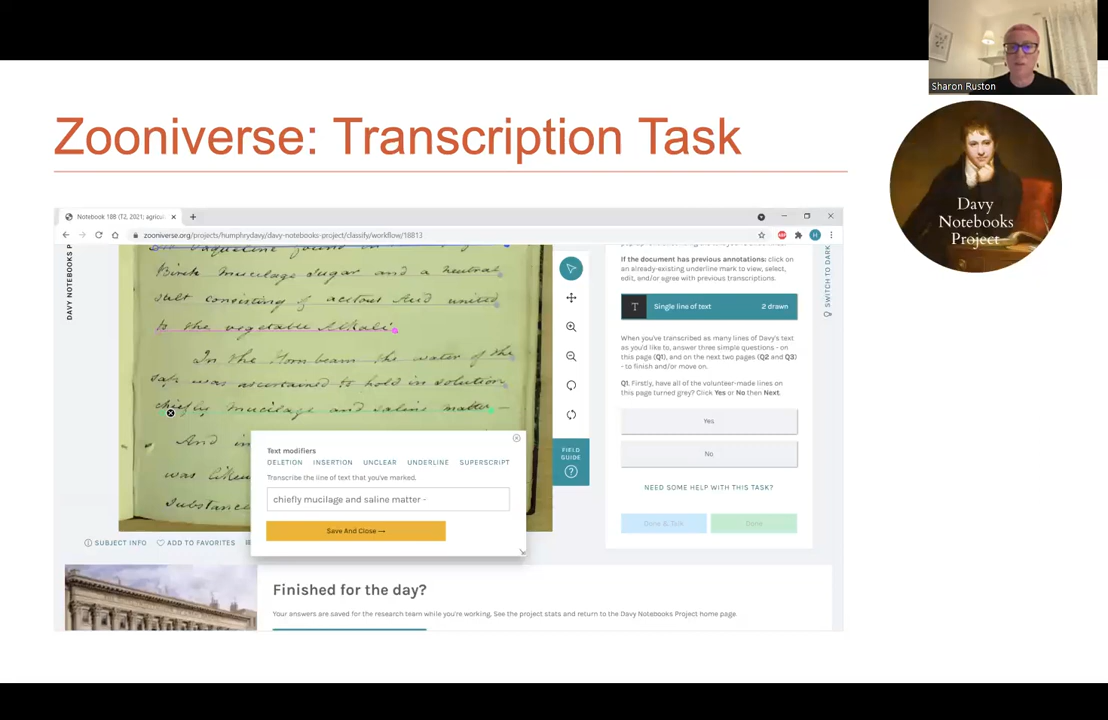 Sharon Ruston
Zooniverse: Transcription Task
Davy
Notebooks
Project
Notebook 18B (T2, 2021; agricul
zooniverse.org/projects/humphrydavy/davy-notebooks-project/classify/workflow/18813
H
DAVY NOTEBOOKS P
found
Birch mucilage sugar and a neutral
salt consisting of acetous Acid united
to the vegetable Alkali.
In the Hornbeam the water of the
sap was ascertained to hold in solution
chiefly mucilage and saline matter -
And in
was like
Substance
Text modifiers
DELETION INSERTION UNCLEAR UNDERLINE SUPERSCRIPT
Transcribe the line of text that you've marked.
chiefly mucilage and saline matter -
Save And Close →
FIELD
GUIDE
?
If the document has previous annotations: click on
an already-existing underline mark to view, select,
edit, and/or agree with previous transcriptions.
T Single line of text 2 drawn
When you've transcribed as many lines of Davy's text
as you'd like to, answer three simple questions - on
this page (Q1), and on the next two pages (Q2 and Q3)
- to finish and/or move on.
Q1. Firstly, have all of the volunteer-made lines on
this page turned grey? Click Yes or No then Next.
Yes
No
NEED SOME HELP WITH THIS TASK?
Done & Talk Done
SWITCH TO DARK
SUBJECT INFO ADD TO FAVORITES
Finished for the day?
Your answers are saved for the research team while you're working. See the project stats and return to the Davy Notebooks Project home page.